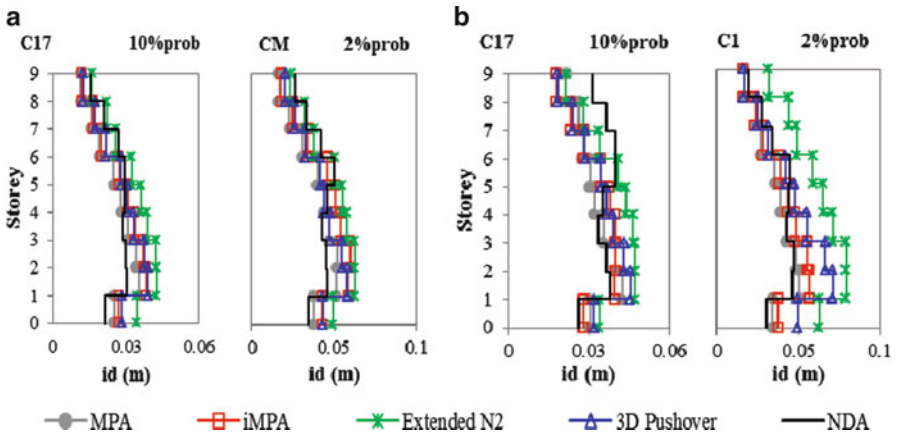 a
C17 10%prob
CM 2%prob
b
C17 10%prob
C1 2%prob
Storey
9
8
7
6
5
4
3
2
1
0
0 0.03 0.06
id (m)
0 0.05 0.1
id (m)
Storey
9
8
7
6
5
4
3
2
1
0
0 0.03 0.06
id (m)
0 0.05 0.1
id (m)
MPA iMPA Extended N2 3D Pushover NDA